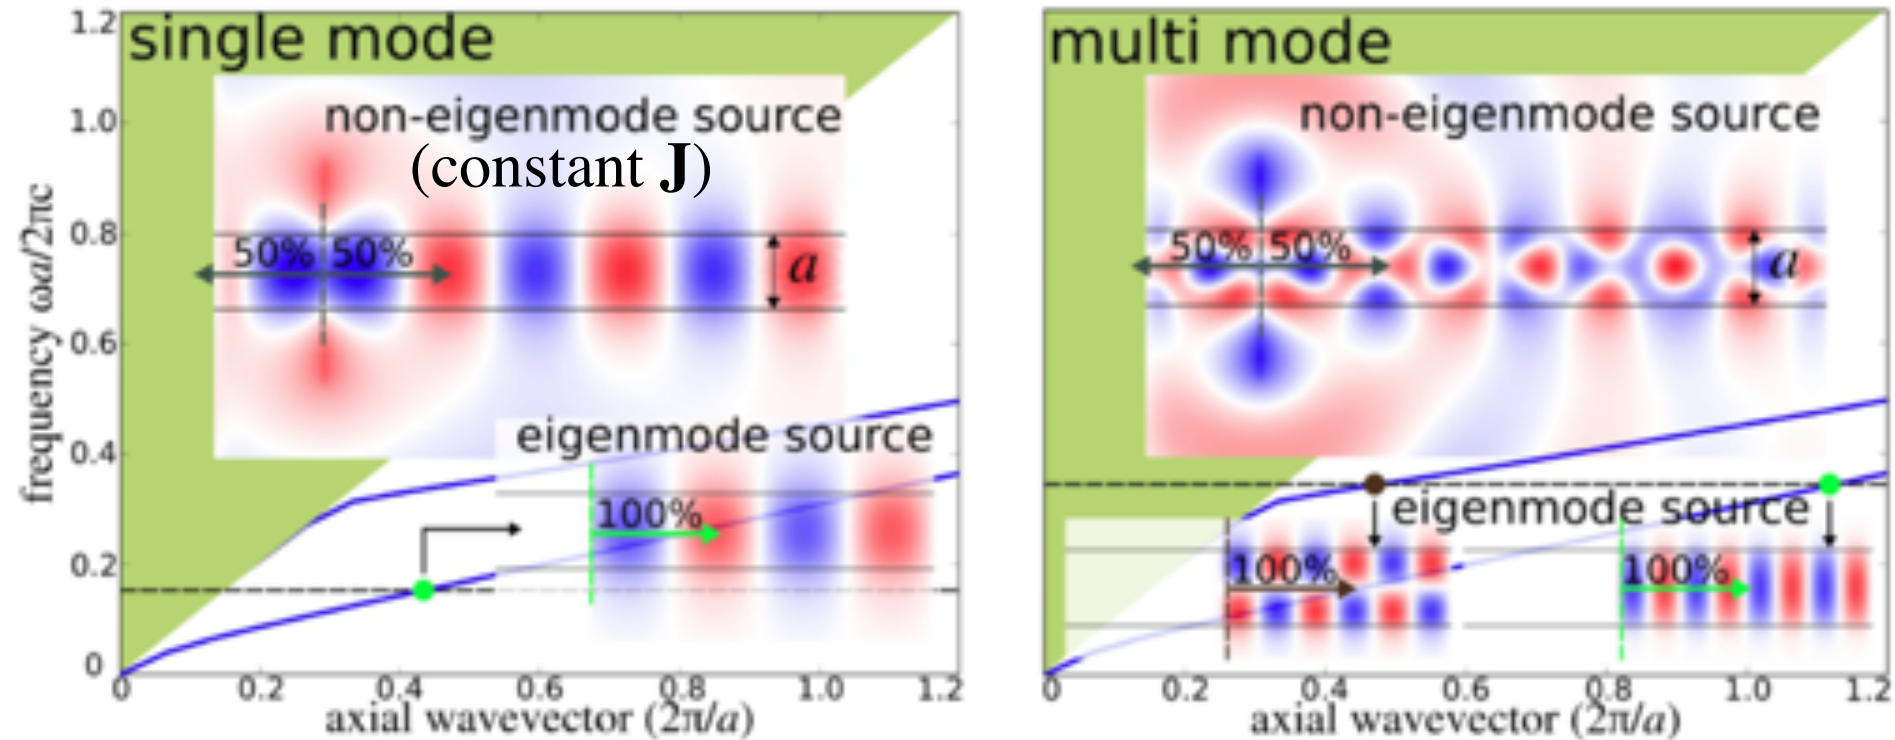 single mode
non-eigenmode source
(constant J)
50% 50%
a
eigenmode source
100%
frequency ωa/2πc
1.2
1.0
0.8
0.6
0.4
0.2
0
0 0.2 0.4 0.6 0.8 1.0 1.2
axial wavevector (2π/a)
multi mode
non-eigenmode source
50% 50%
a
eigenmode source
100%
100%
0 0.2 0.4 0.6 0.8 1.0 1.2
axial wavevector (2π/a)